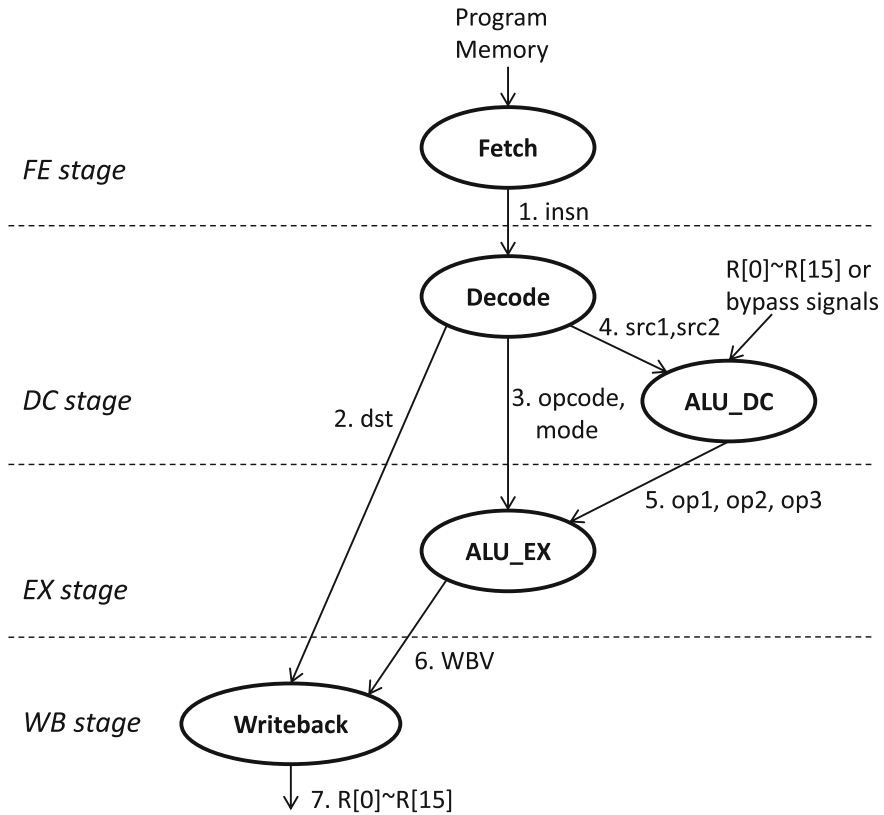 Program
Memory
Fetch
FE stage
1. insn
Decode
R[0]~R[15] or
bypass signals
4. src1,src2
DC stage
ALU_DC
2. dst
3. opcode,
mode
5. op1, op2, op3
ALU_EX
EX stage
6. WBV
WB stage
Writeback
7. R[0]~R[15]